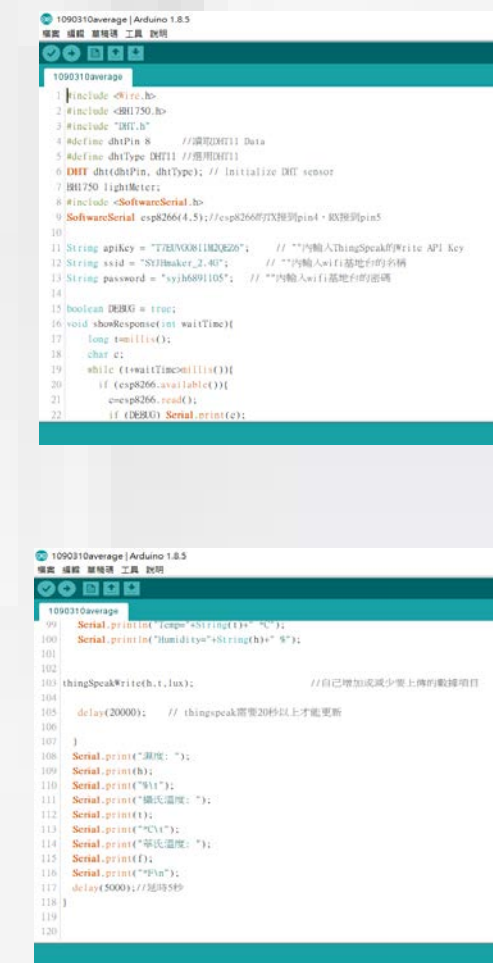 1090310average | Arduino 1.8.5
檔案 編輯 草稿碼 工具 說明
1090310average
1 #include <Wire.h>
2 #include <BH1750.h>
3 #include "DHT.h"
4 #define dhtPin 8 //讀取DHT11 Data
5 #define dhtType DHT11 //選用DHT11
6 DHT dht(dhtPin, dhtType); // Initialize DHT sensor
7 BH1750 lightMeter;
8 #include <SoftwareSerial.h>
9 SoftwareSerial esp8266(4,5);//esp8266的TX接到pin4，RX接到pin5
10
11 String apiKey = // ""內輸入ThingSpeak的Write API Key
12 String ssid = "SYJHmaker_2.4G"; // ""內輸入wifi基地台的名稱
13 String password = "syjh6891105"; // ""內輸入wifi基地台的密碼
14
15 boolean DEBUG = true;
16 void showResponse(int waitTime){
17 long t=millis();
18 char c;
19 while (t+waitTime>millis()){
20 if (esp8266.available()){
21 c=esp8266.read();
22 if (DEBUG) Serial.print(c);
1090310average | Arduino 1.8.5
檔案 編輯 草稿碼 工具 說明
1090310average
99 Serial.println("Temp="+String(t)+" *C");
100 Serial.println("Humidity="+String(h)+" %");
101
102
103 thingSpeakWrite(h,t,lux); //自己增加或減少要上傳的數據項目
104
105 delay(20000); // thingspeak需要20秒以上才能更新
106
107 }
108 Serial.print("濕度: ");
109 Serial.print(h);
110 Serial.print("%\t");
111 Serial.print("攝氏溫度: ");
112 Serial.print(t);
113 Serial.print("*C\t");
114 Serial.print("華氏溫度: ");
115 Serial.print(f);
116 Serial.print("*F\n");
117 delay(5000);//延時5秒
118 }
119
120